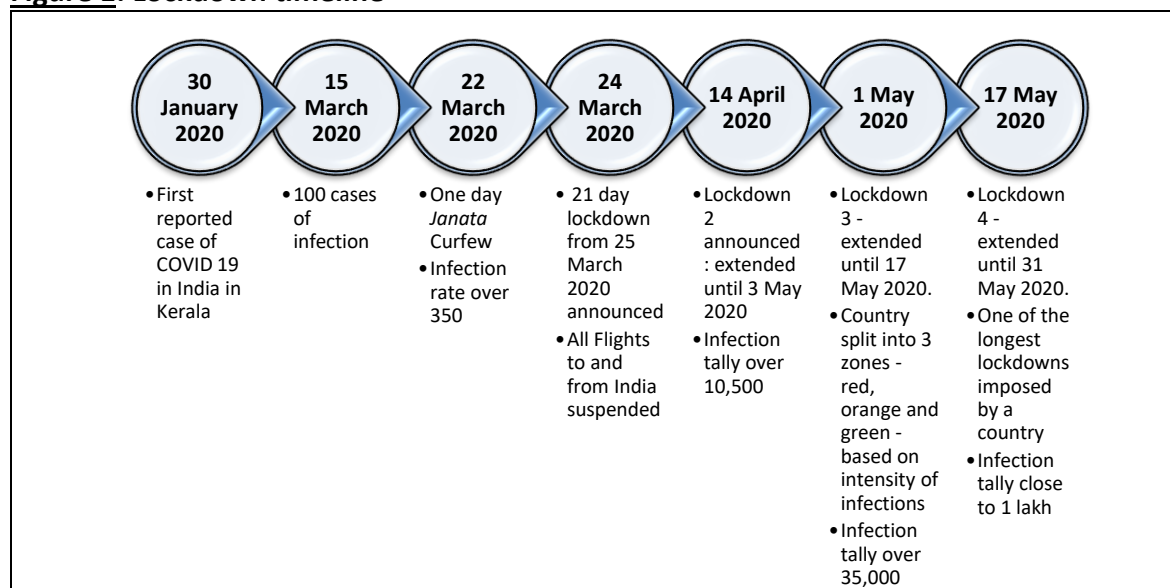 Lockdown timeline
30
January
2020
• First
reported
case of
COVID 19
in India in
Kerala
15
March
2020
• 100 cases
of
infection
22
March
2020
• One day
Janata
Curfew
• Infection
rate over
350
24
March
2020
• 21 day
lockdown
from 25
March
2020
announced
• All Flights
to and
from India
suspended
14 April
2020
• Lockdown
2
announced
: extended
until 3 May
2020
• Infection
tally over
10,500
1 May
2020
• Lockdown
3 -
extended
until 17
May 2020.
• Country
split into 3
zones -
red,
orange and
green -
based on
intensity of
infections
• Infection
tally over
35,000
17 May
2020
• Lockdown
4 -
extended
until 31
May 2020.
• One of the
longest
lockdowns
imposed
by a
country
• Infection
tally close
to 1 lakh